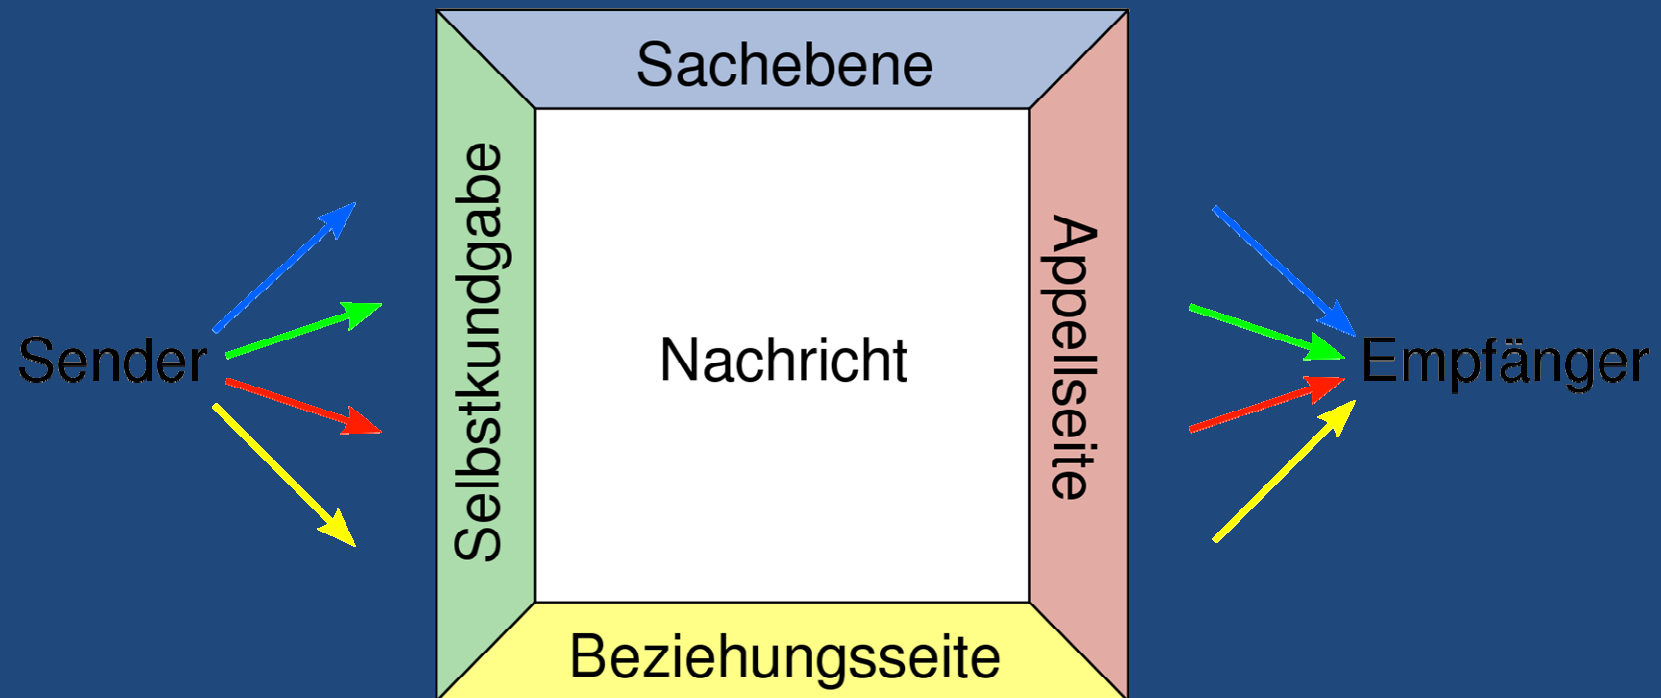 Sachebene
Selbstkundgabe
Sender
Nachricht
Appellseite
Empfänger
Beziehungsseite